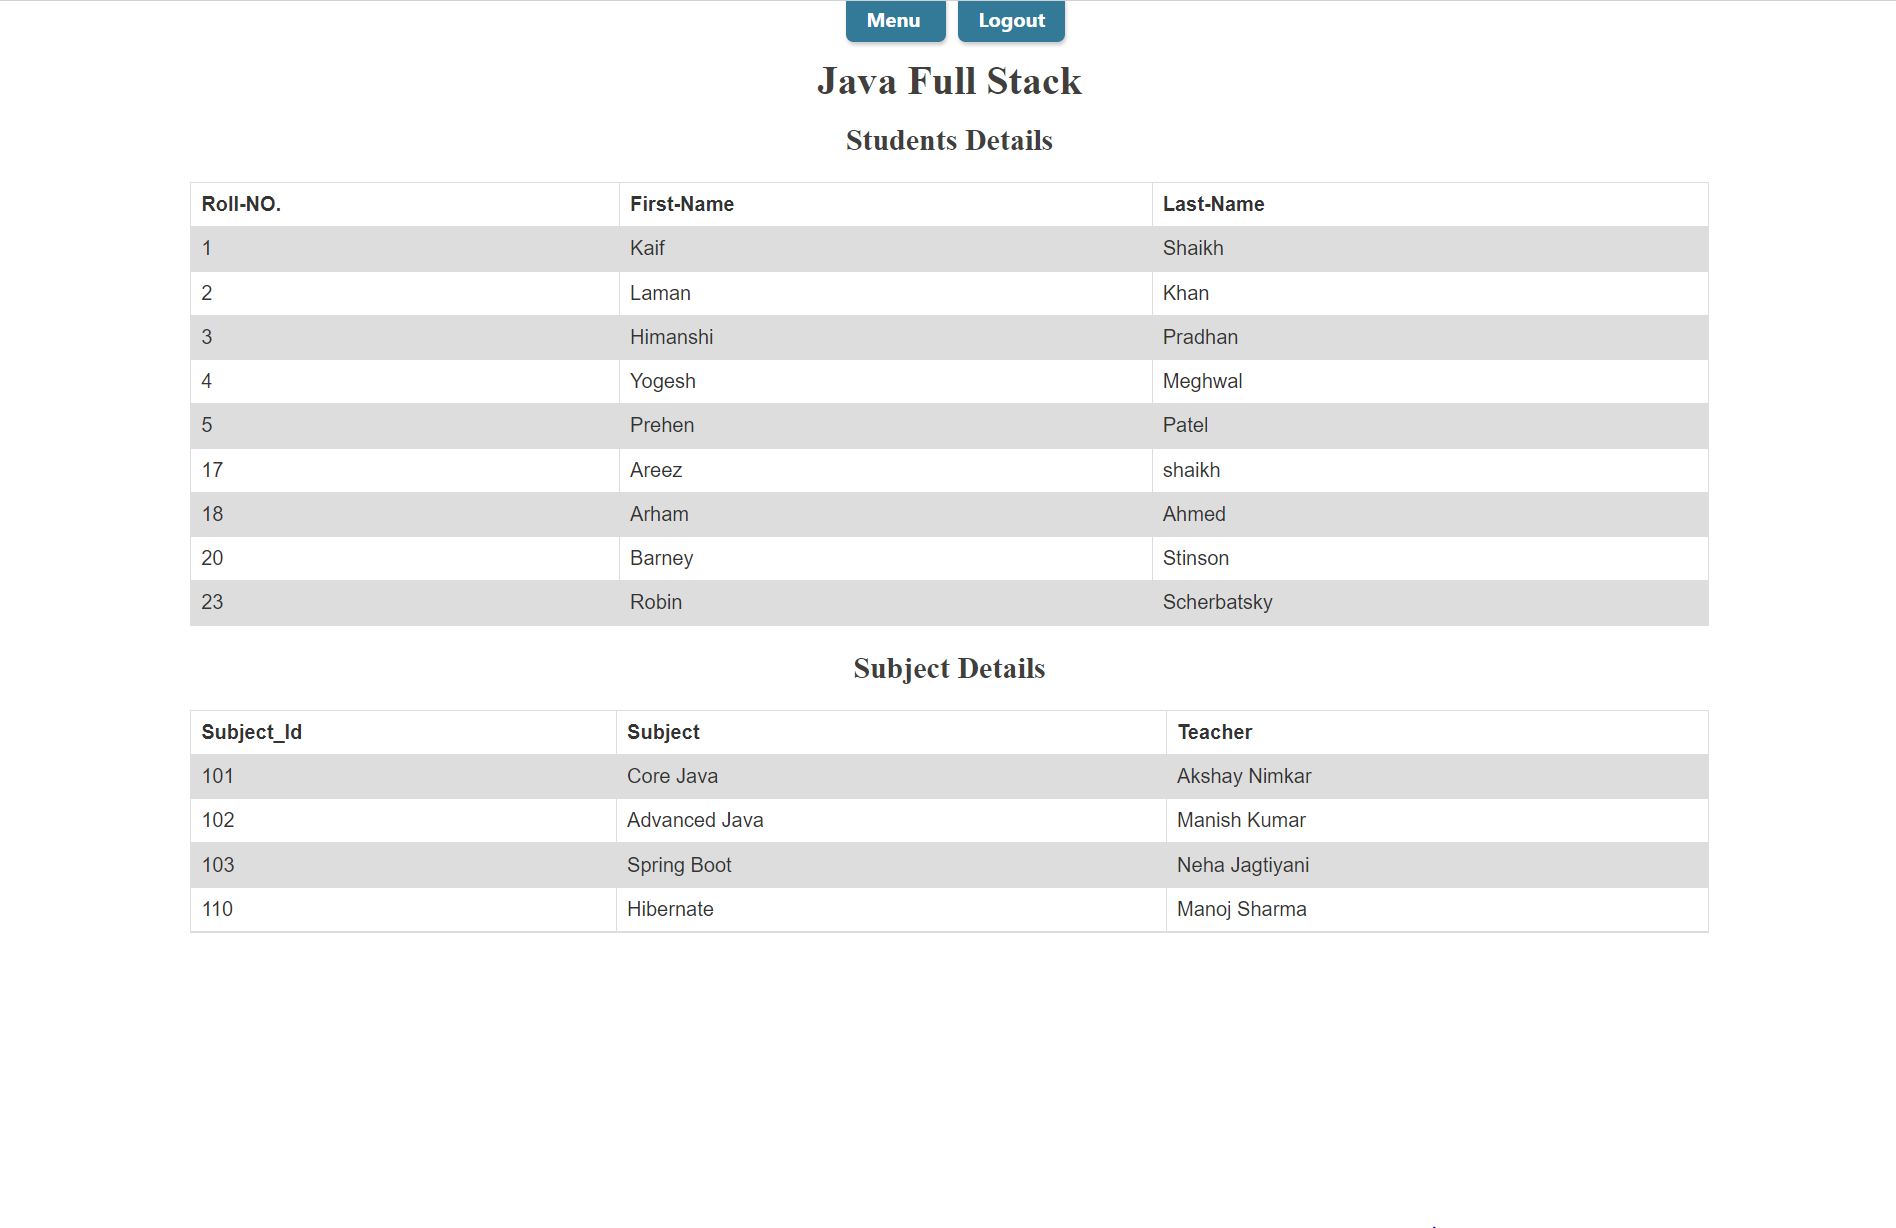 Menu Logout
Java Full Stack
Students Details
Roll-NO. First-Name Last-Name
1 Kaif Shaikh
2 Laman Khan
3 Himanshi Pradhan
4 Yogesh Meghwal
5 Prehen Patel
17 Areez shaikh
18 Arham Ahmed
20 Barney Stinson
23 Robin Scherbatsky
Subject Details
Subject_Id Subject Teacher
101 Core Java Akshay Nimkar
102 Advanced Java Manish Kumar
103 Spring Boot Neha Jagtiyani
110 Hibernate Manoj Sharma